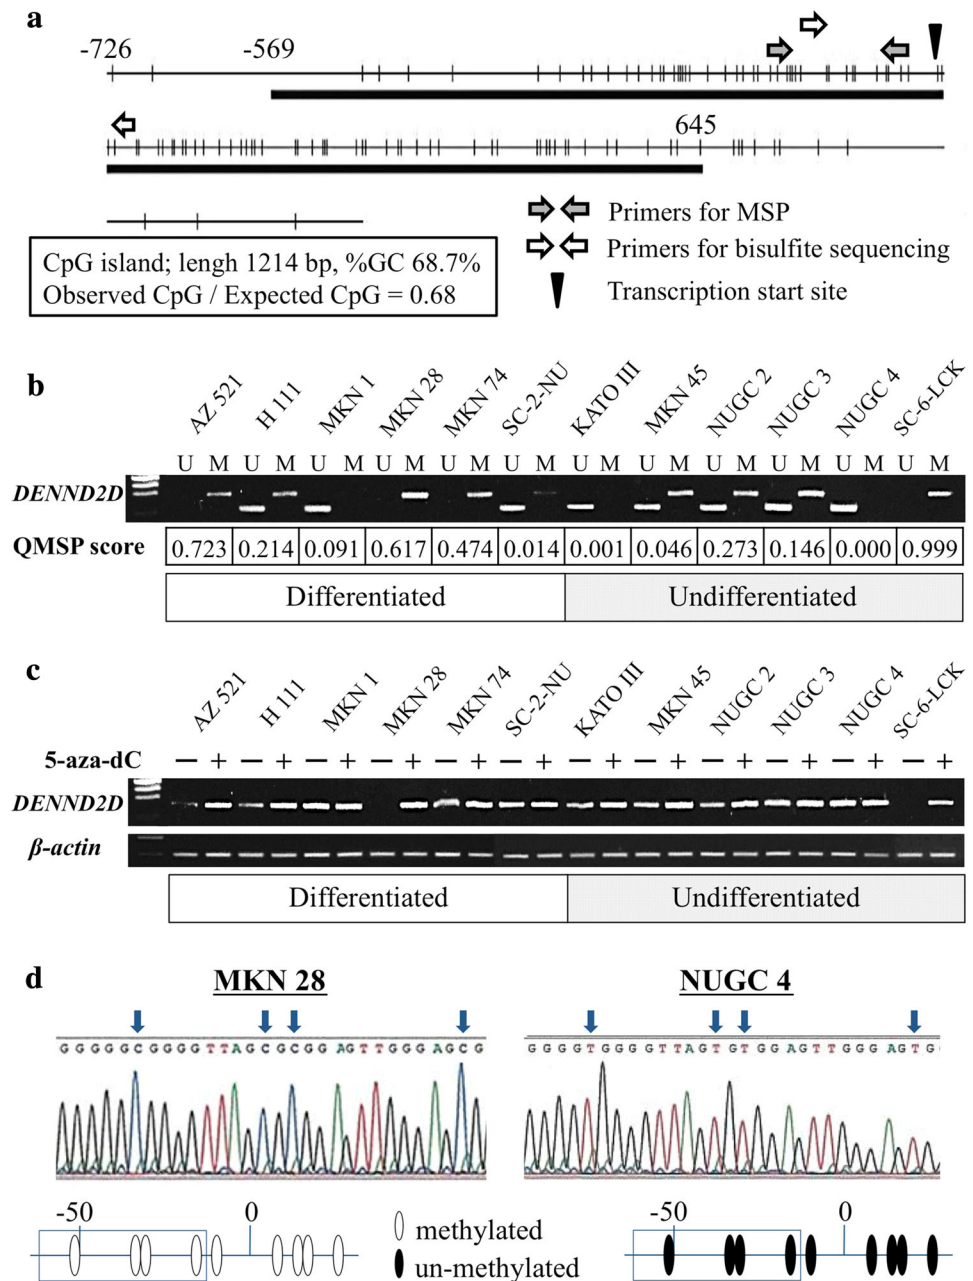 a
-726
-569
645
Primers for MSP
Primers for bisulfite sequencing
Transcription start site
CpG island; lengh 1214 bp, %GC 68.7%
Observed CpG / Expected CpG = 0.68
b
AZ 521 H 111 MKN 1 MKN 28 MKN 74 SC-2-NU KATO III MKN 45 NUGC 2 NUGC 3 NUGC 4 SC-6-LCK
U M U M U M U M U M U M U M U M U M U M U M U M
DENND2D
QMSP score 0.723 0.214 0.091 0.617 0.474 0.014 0.001 0.046 0.273 0.146 0.000 0.999
Differentiated Undifferentiated
c
AZ 521 H 111 MKN 1 MKN 28 MKN 74 SC-2-NU KATO III MKN 45 NUGC 2 NUGC 3 NUGC 4 SC-6-LCK
5-aza-dC − + − + − + − + − + − + − + − + − + − + − + − +
DENND2D
β-actin
Differentiated Undifferentiated
d
MKN 28 NUGC 4
G G G G G C G G G G T T A G C G C G G A G T T G G G A G C G
G G G G T G G G G T T A G T G T G G A G T T G G G A G T G
-50 0
methylated
un-methylated
-50 0